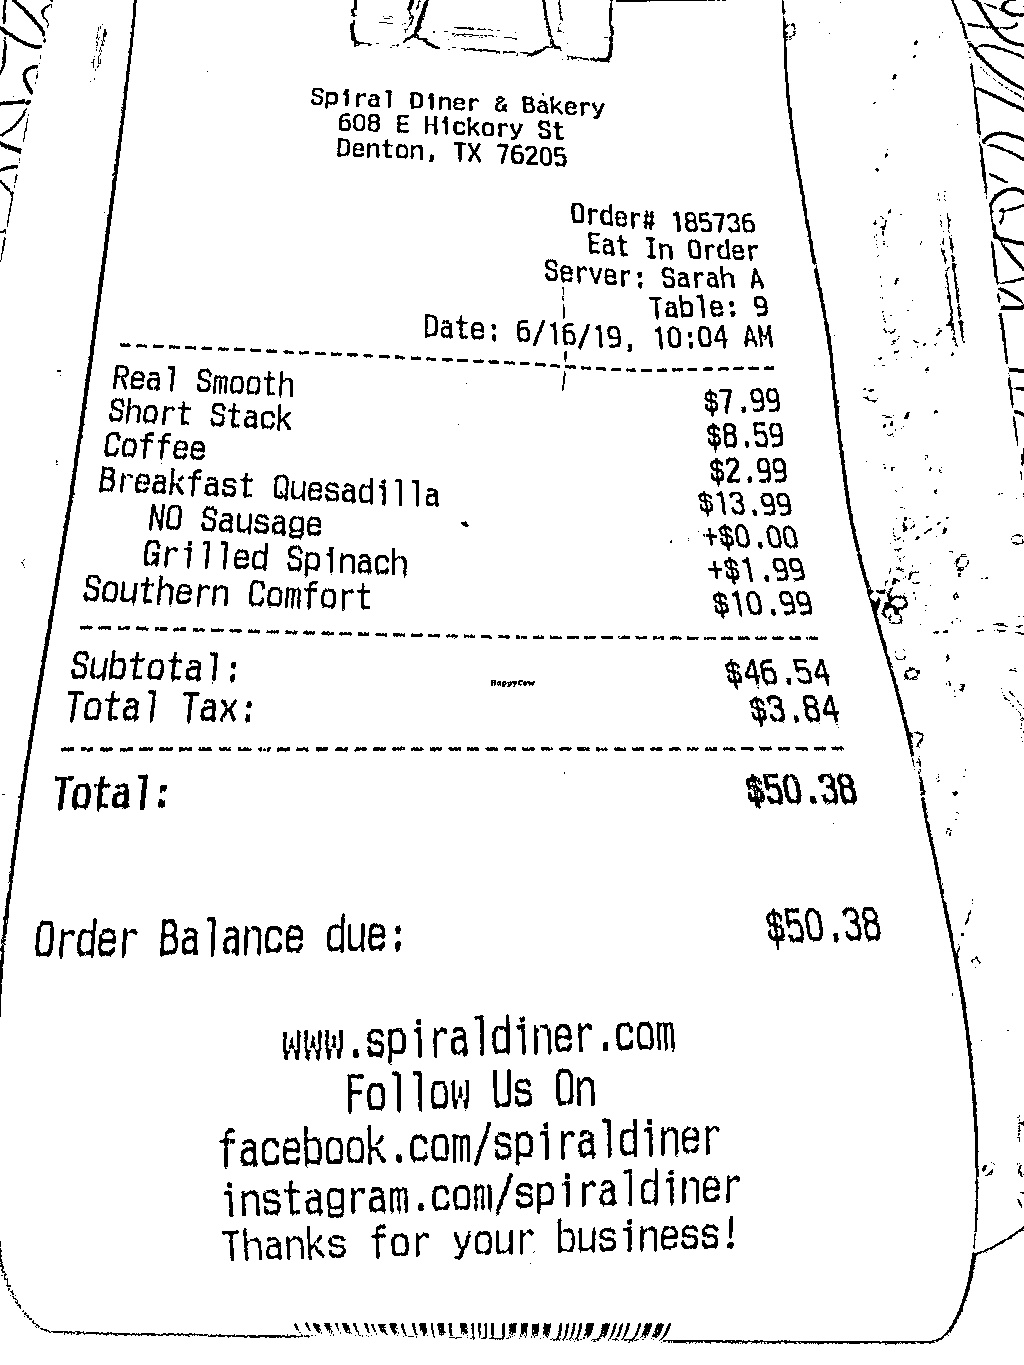 Spiral Diner & Bakery
608 E Hickory St
Denton, TX 76205
Order# 185736
Eat In Order
Server: Sarah A
Table: 9
Date: 6/16/19, 10:04 AM
Real Smooth $7.99
Short Stack $8.59
Coffee $2.99
Breakfast Quesadilla $13.99
NO Sausage +$0.00
Grilled Spinach +$1.99
Southern Comfort $10.99
Subtotal: $46.54
HappyCow
Total Tax: $3.84
Total: $50.38
Order Balance due: $50.38
www.spiraldiner.com
Follow Us On
facebook.com/spiraldiner
instagram.com/spiraldiner
Thanks for your business!